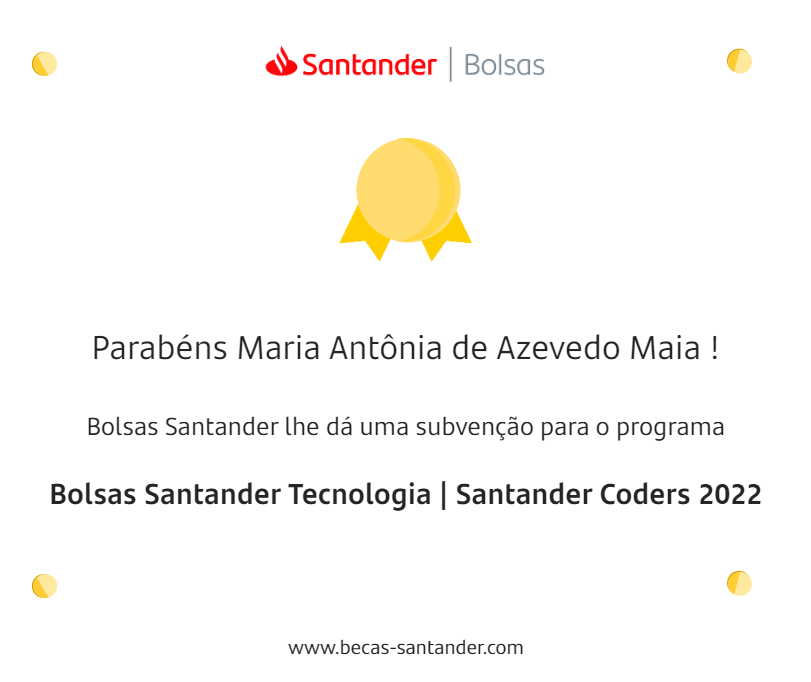 Santander | Bolsas
Parabéns Maria Antônia de Azevedo Maia !
Bolsas Santander lhe dá uma subvenção para o programa
Bolsas Santander Tecnologia | Santander Coders 2022
www.becas-santander.com